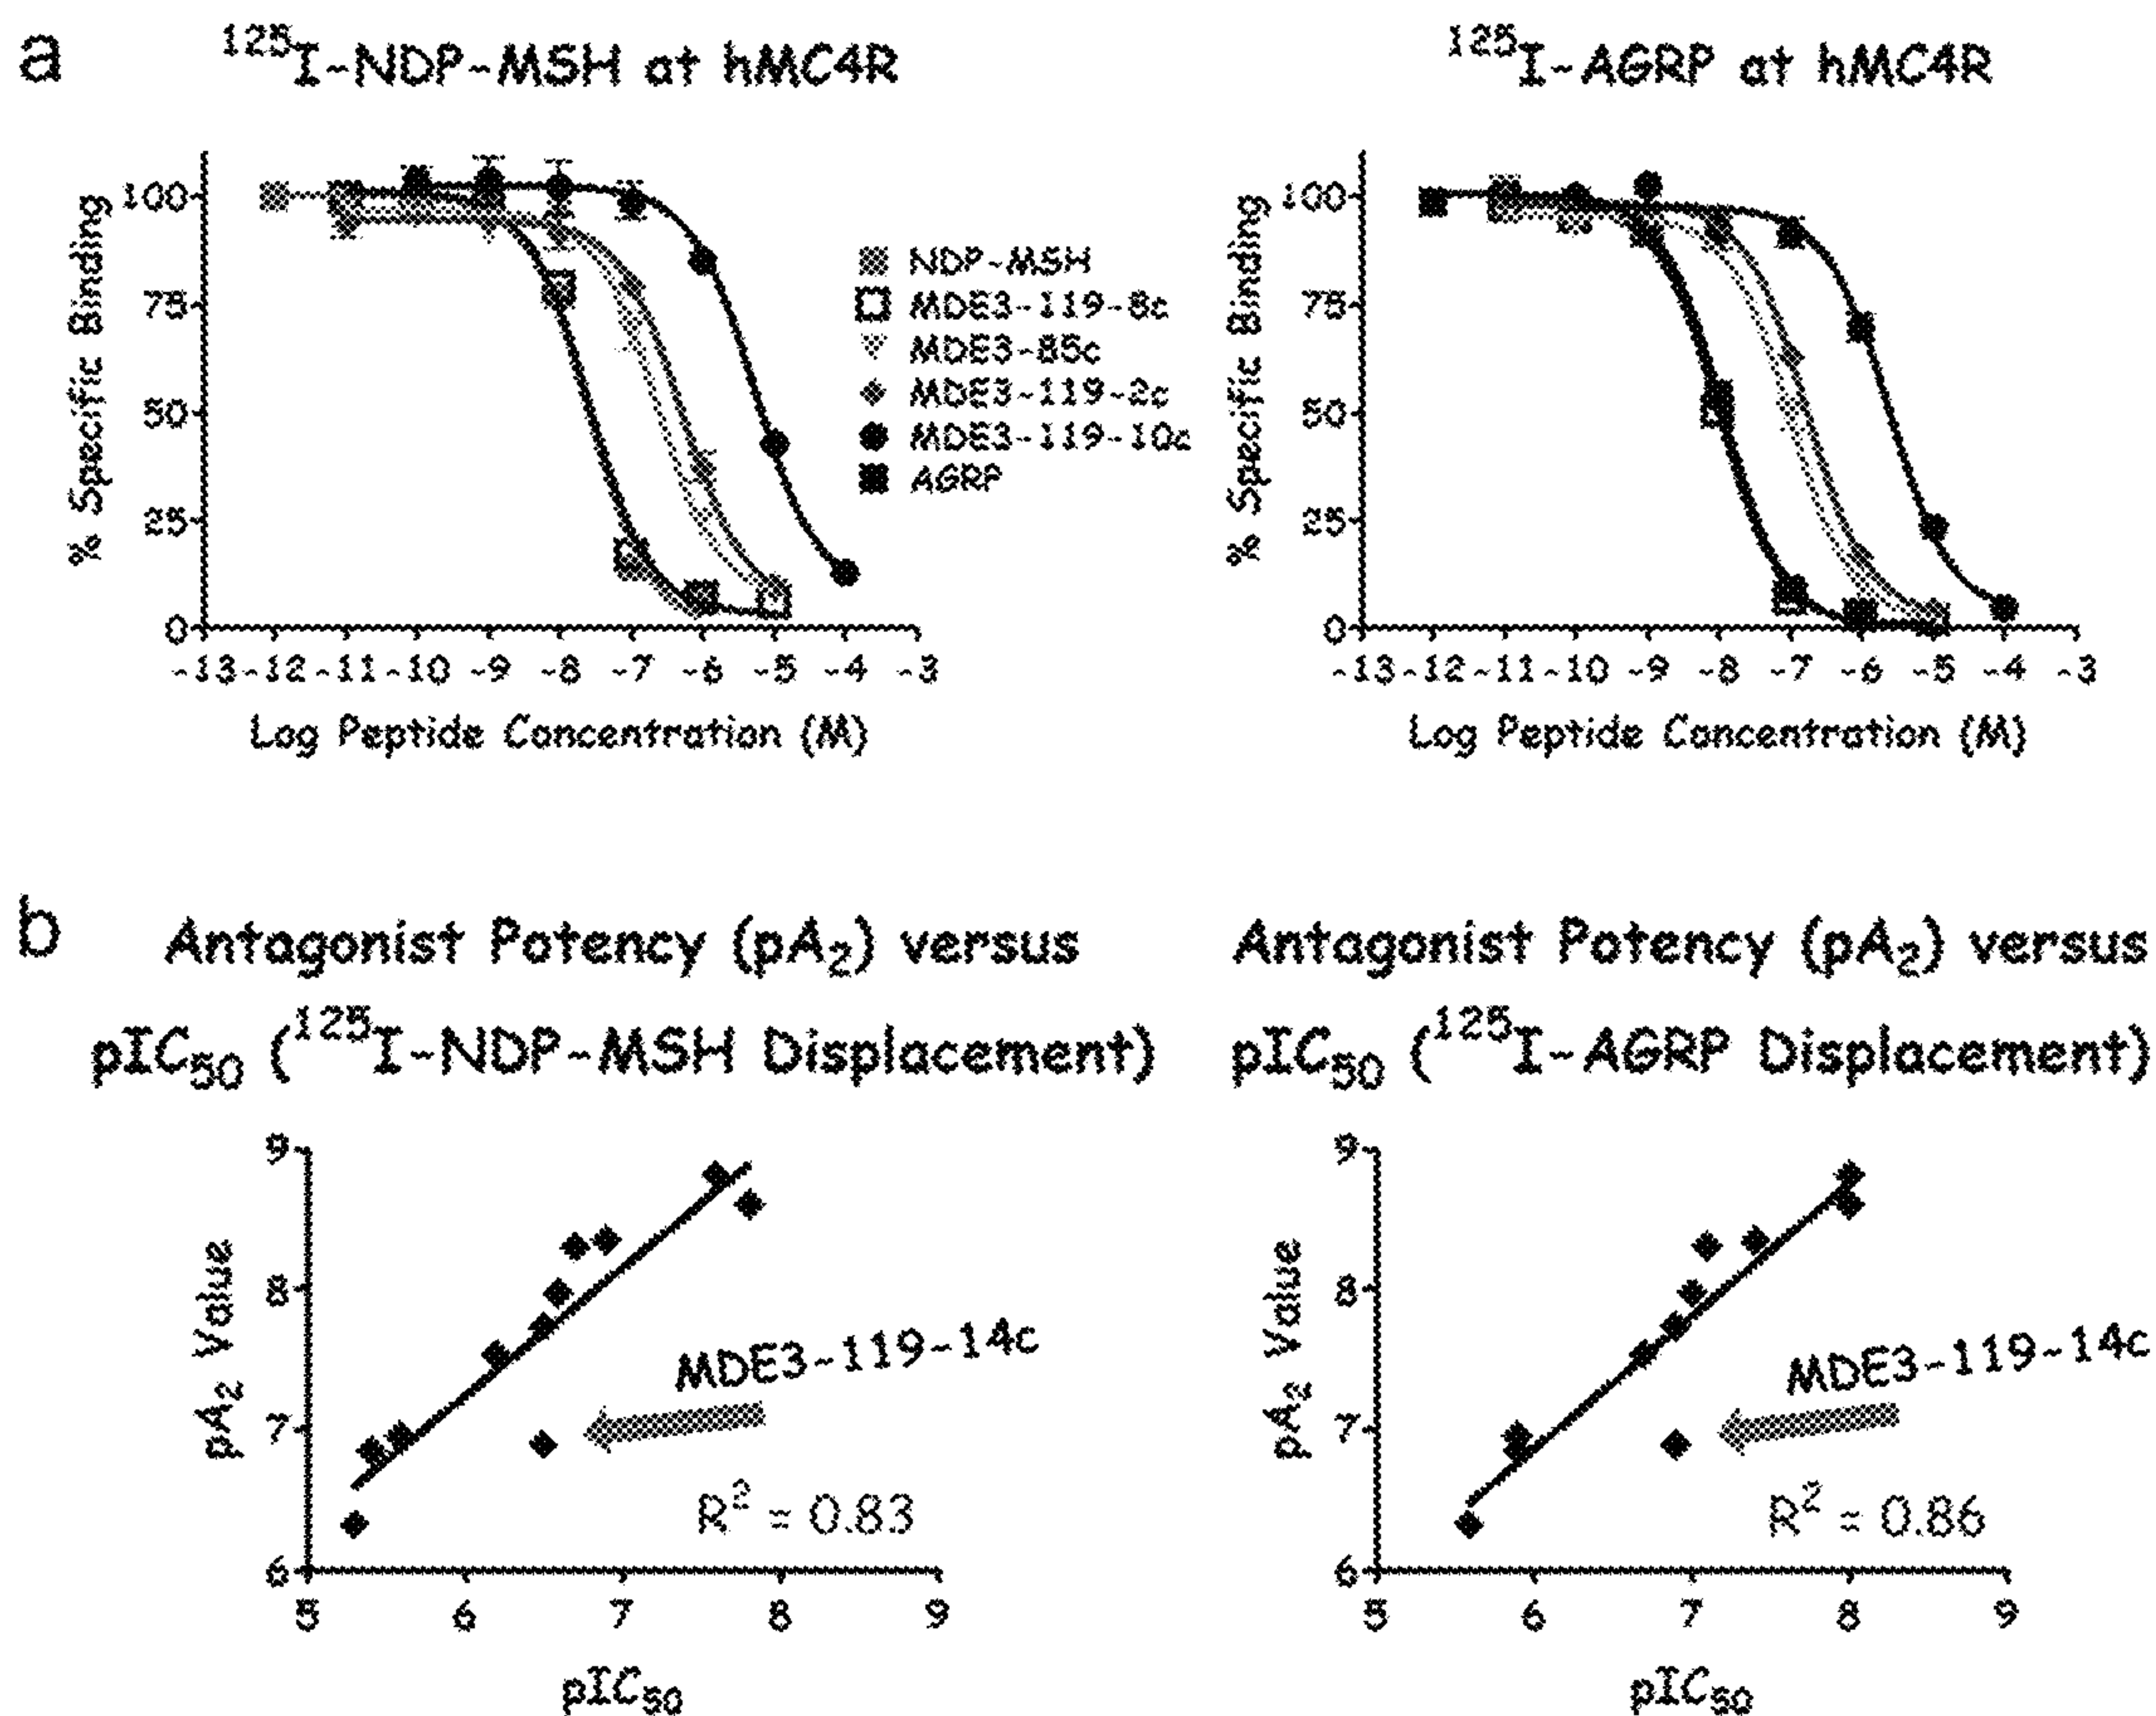 a
¹²⁵I-NDP-MSH at hMC4R
% Specific Binding
100
75
50
25
0
-13 -12 -11 -10 -9 -8 -7 -6 -5 -4 -3
Log Peptide Concentration (M)
NDP-MSH
MDE3-119-8c
MDE3-85c
MDE3-119-2c
MDE3-119-10c
AGRP
¹²⁵I-AGRP at hMC4R
% Specific Binding
100
75
50
25
0
-13 -12 -11 -10 -9 -8 -7 -6 -5 -4 -3
Log Peptide Concentration (M)
b
Antagonist Potency (pA₂) versus
pIC₅₀ (¹²⁵I-NDP-MSH Displacement)
pA₂ Value
9
8
7
6
MDE3-119-14c
R² = 0.83
5 6 7 8 9
pIC₅₀
Antagonist Potency (pA₂) versus
pIC₅₀ (¹²⁵I-AGRP Displacement)
pA₂ Value
9
8
7
6
MDE3-119-14c
R² = 0.86
5 6 7 8 9
pIC₅₀